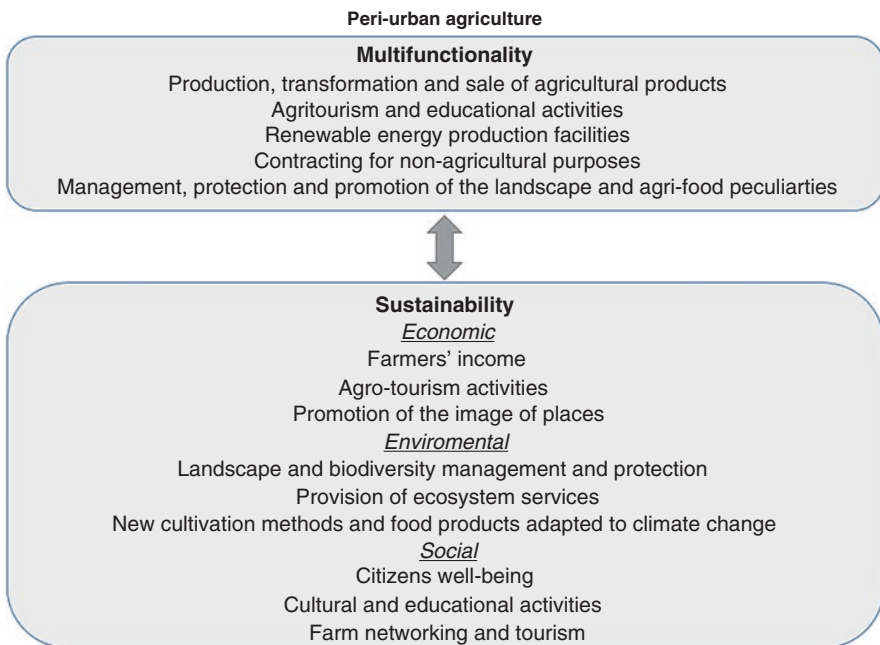 Peri-urban agriculture
Multifunctionality
Production, transformation and sale of agricultural products
Agritourism and educational activities
Renewable energy production facilities
Contracting for non-agricultural purposes
Management, protection and promotion of the landscape and agri-food peculiarties
Sustainability
Economic
Farmers’ income
Agro-tourism activities
Promotion of the image of places
Enviromental
Landscape and biodiversity management and protection
Provision of ecosystem services
New cultivation methods and food products adapted to climate change
Social
Citizens well-being
Cultural and educational activities
Farm networking and tourism